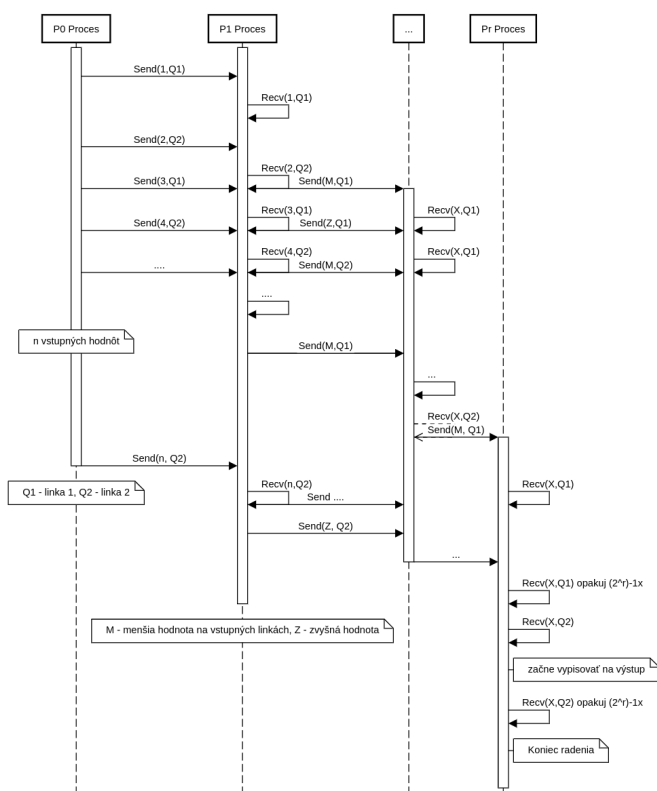 P0 Proces
P1 Proces
...
Pr Proces
Send(1,Q1)
Recv(1,Q1)
Send(2,Q2)
Recv(2,Q2)
Send(3,Q1)
Send(M,Q1)
Recv(3,Q1)
Recv(X,Q1)
Send(4,Q2)
Send(Z,Q1)
Recv(4,Q2)
Recv(X,Q1)
....
Send(M,Q2)
....
n vstupných hodnôt
Send(M,Q1)
...
Recv(X,Q2)
Send(M, Q1)
Send(n, Q2)
Recv(n,Q2)
Recv(X,Q1)
Q1 - linka 1, Q2 - linka 2
Send ....
Send(Z, Q2)
...
Recv(X,Q1) opakuj (2^r)-1x
Recv(X,Q2)
M - menšia hodnota na vstupných linkách, Z - zvyšná hodnota
začne vypisovať na výstup
Recv(X,Q2) opakuj (2^r)-1x
Koniec radenia